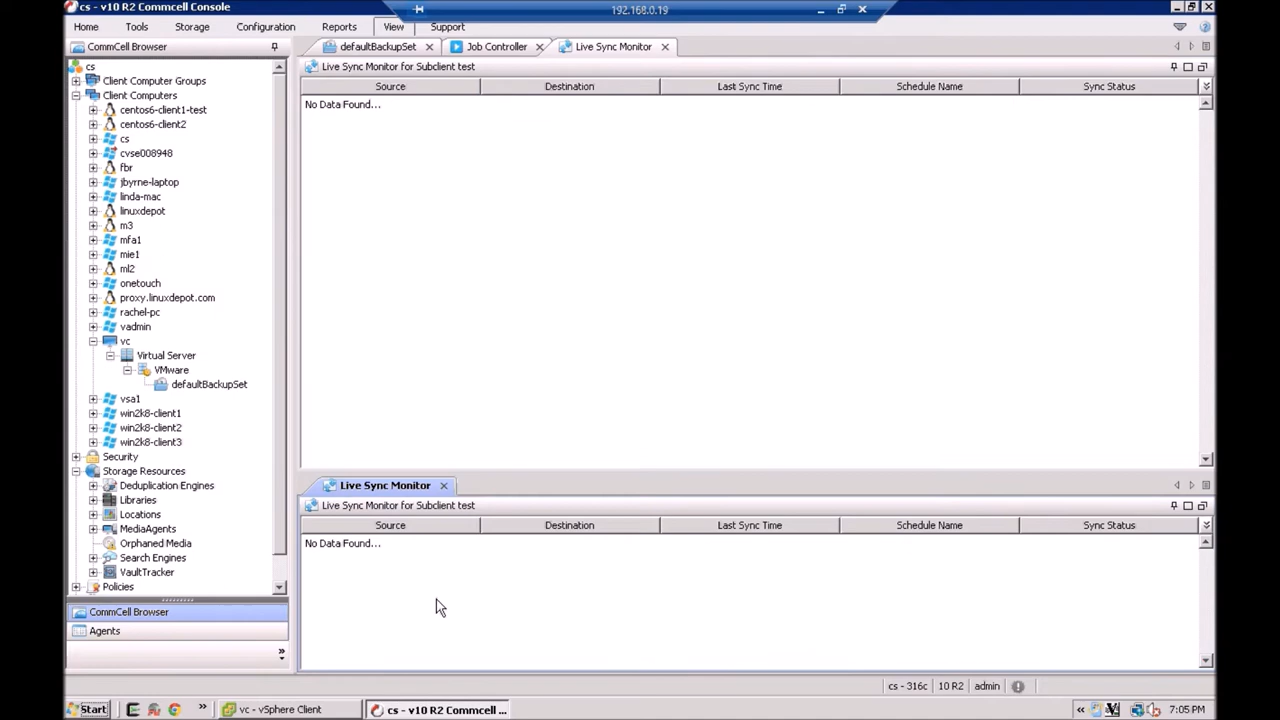 cs - v10 R2 Commcell Console
192.168.0.19
Home Tools Storage Configuration Reports View Support
CommCell Browser
defaultBackupSet
Job Controller
Live Sync Monitor
cs
Client Computer Groups
Client Computers
centos6-client1-test
centos6-client2
cs
cvse008948
fbr
jbyrne-laptop
linda-mac
linuxdepot
m3
mfa1
mie1
ml2
onetouch
proxy.linuxdepot.com
rachel-pc
vadmin
vc
Virtual Server
VMware
defaultBackupSet
vsa1
win2k8-client1
win2k8-client2
win2k8-client3
Security
Storage Resources
Deduplication Engines
Libraries
Locations
MediaAgents
Orphaned Media
Search Engines
VaultTracker
Policies
CommCell Browser
Agents
Live Sync Monitor for Subclient test
Source Destination Last Sync Time Schedule Name Sync Status
No Data Found...
Live Sync Monitor
Live Sync Monitor for Subclient test
Source Destination Last Sync Time Schedule Name Sync Status
No Data Found...
cs - 316c 10 R2 admin
Start
vc - vSphere Client
cs - v10 R2 Commcell ...
7:05 PM